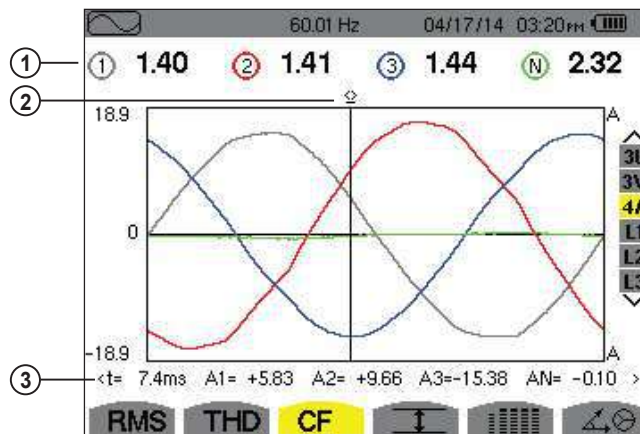 60.01 Hz 04/17/14 03:20PM
1 1 1.40 2 1.41 3 1.44 N 2.32
2
18.9 A
3U
3V
4A
0
L1
L2
L3
-18.9 A
3 <t= 7.4ms A1= +5.83 A2= +9.66 A3=-15.38 AN= -0.10 >
RMS THD CF